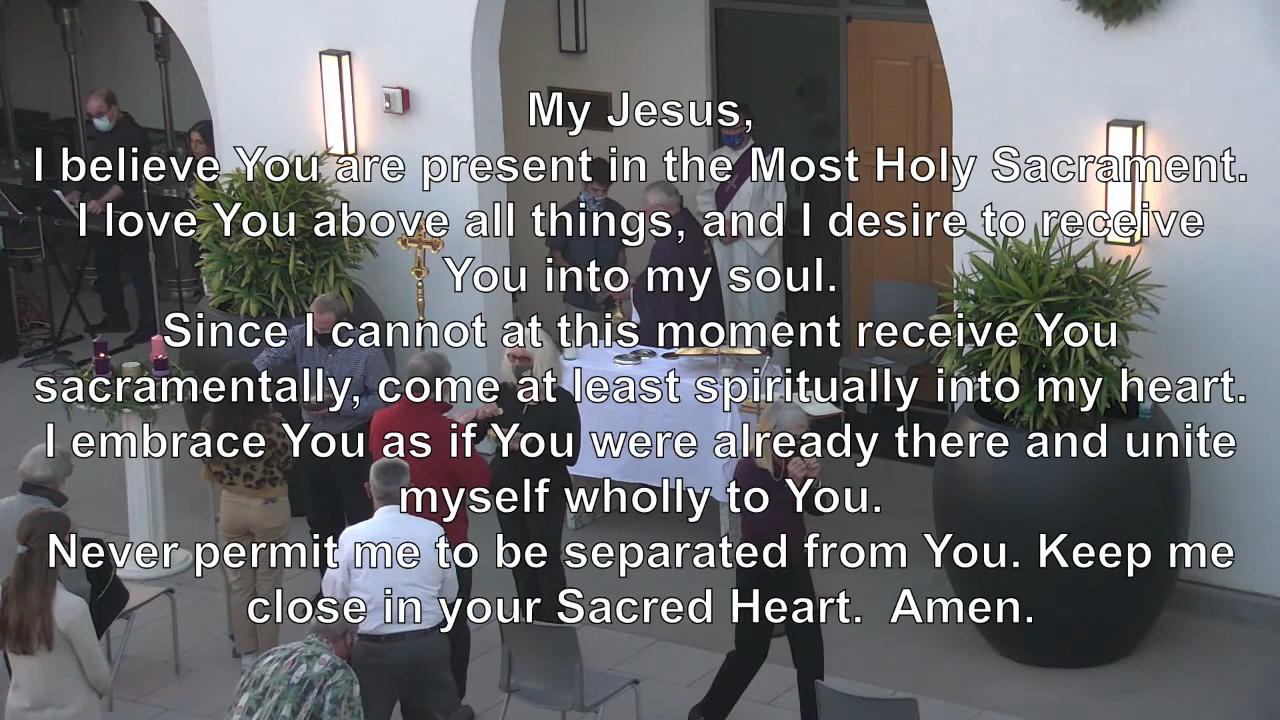 My Jesus,
I believe You are present in the Most Holy Sacrament.
I love You above all things, and I desire to receive
You into my soul.
Since I cannot at this moment receive You
sacramentally, come at least spiritually into my heart.
I embrace You as if You were already there and unite
myself wholly to You.
Never permit me to be separated from You. Keep me
close in your Sacred Heart.  Amen.